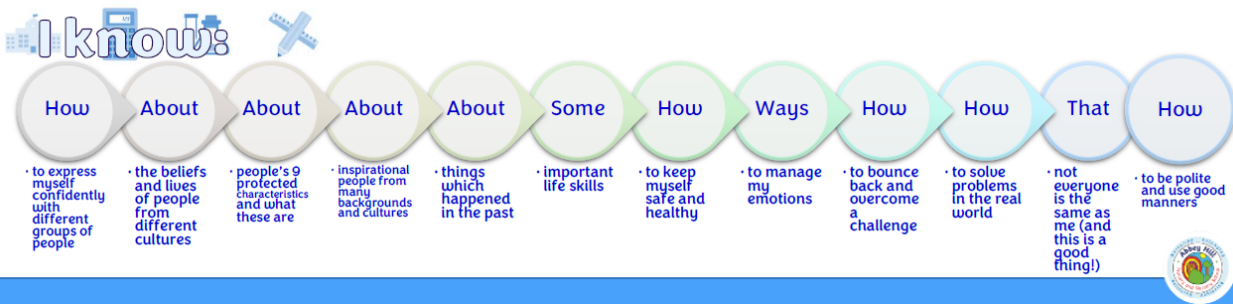 I know:
How
About
About
About
About
Some
How
Ways
How
How
That
How
· to express
myself
confidently
with
different
groups of
people
· the beliefs
and lives
of people
from
different
cultures
· people's 9
protected
characteristics
and what
these are
· inspirational
people from
many
backgrounds
and cultures
· things
which
happened
in the past
· important
life skills
· to keep
myself
safe and
healthy
· to manage
my
emotions
· to bounce
back and
overcome
a
challenge
· to solve
problems
in the real
world
· not
everyone
is the
same as
me (and
this is a
good
thing!)
· to be polite
and use good
manners
Abbey Hill